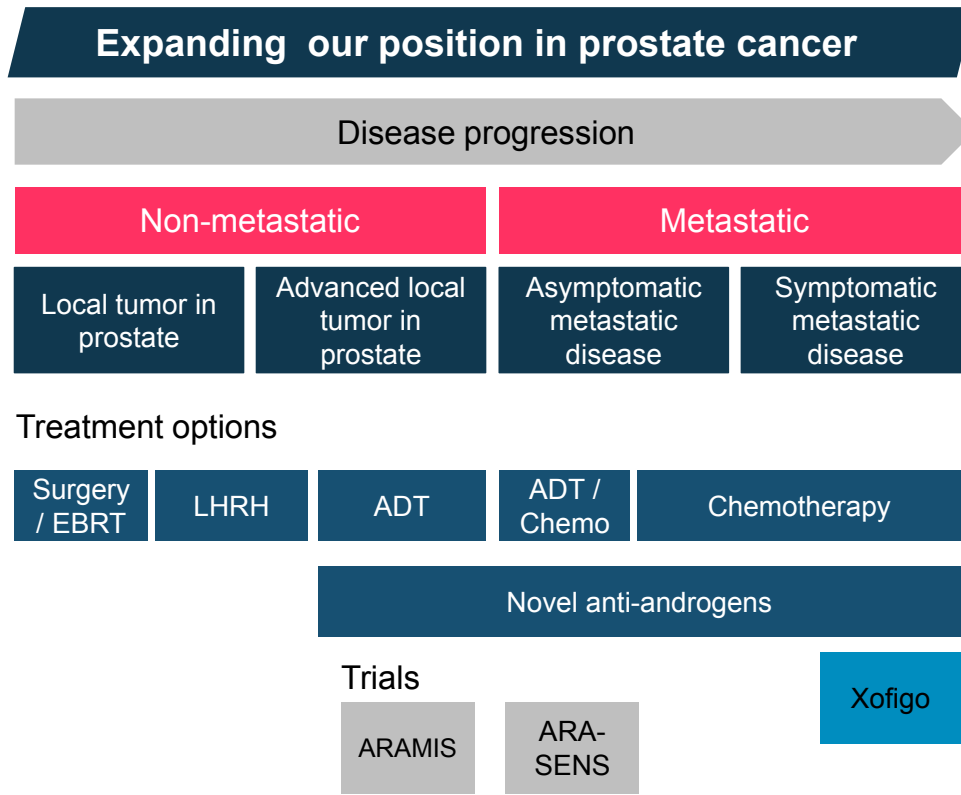 Expanding our position in prostate cancer
Disease progression
Non-metastatic
Metastatic
Local tumor in
prostate
Advanced local
tumor in
prostate
Asymptomatic
metastatic
disease
Symptomatic
metastatic
disease
Treatment options
Surgery
/ EBRT
LHRH
ADT
ADT /
Chemo
Chemotherapy
Novel anti-androgens
Trials
Xofigo
ARAMIS
ARA-
SENS